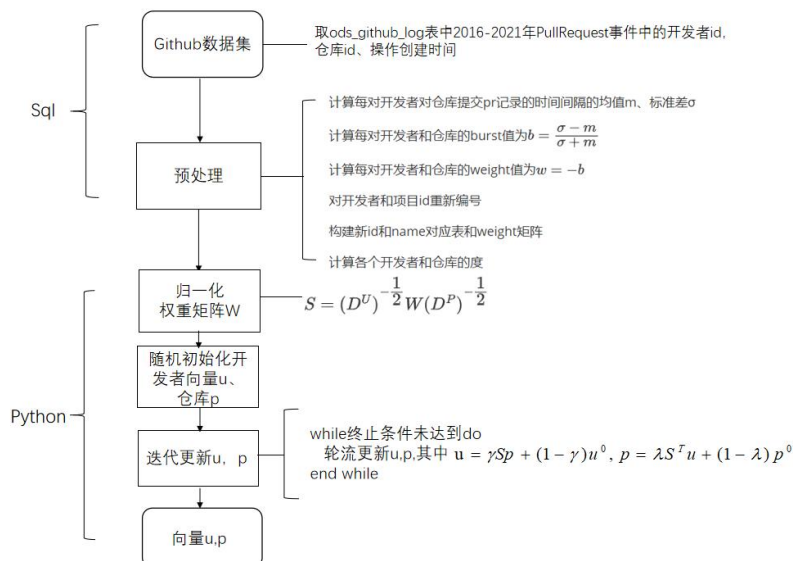 Github数据集
取ods_github_log表中2016-2021年PullRequest事件中的开发者id,
仓库id、操作创建时间
Sql
预处理
计算每对开发者对仓库提交pr记录的时间间隔的均值m、标准差σ
计算每对开发者和仓库的burst值为b = (σ − m)/(σ + m)
计算每对开发者和仓库的weight值为w = −b
对开发者和项目id重新编号
构建新id和name对应表和weight矩阵
计算各个开发者和仓库的度
归一化
权重矩阵W
S = (D^U)^{-1/2} W(D^P)^{-1/2}
Python
随机初始化开
发者向量u、
仓库p
迭代更新u，p
while终止条件未达到do
轮流更新u,p,其中 u = γSp + (1 − γ)u^0, p = λS^T u + (1 − λ)p^0
end while
向量u,p